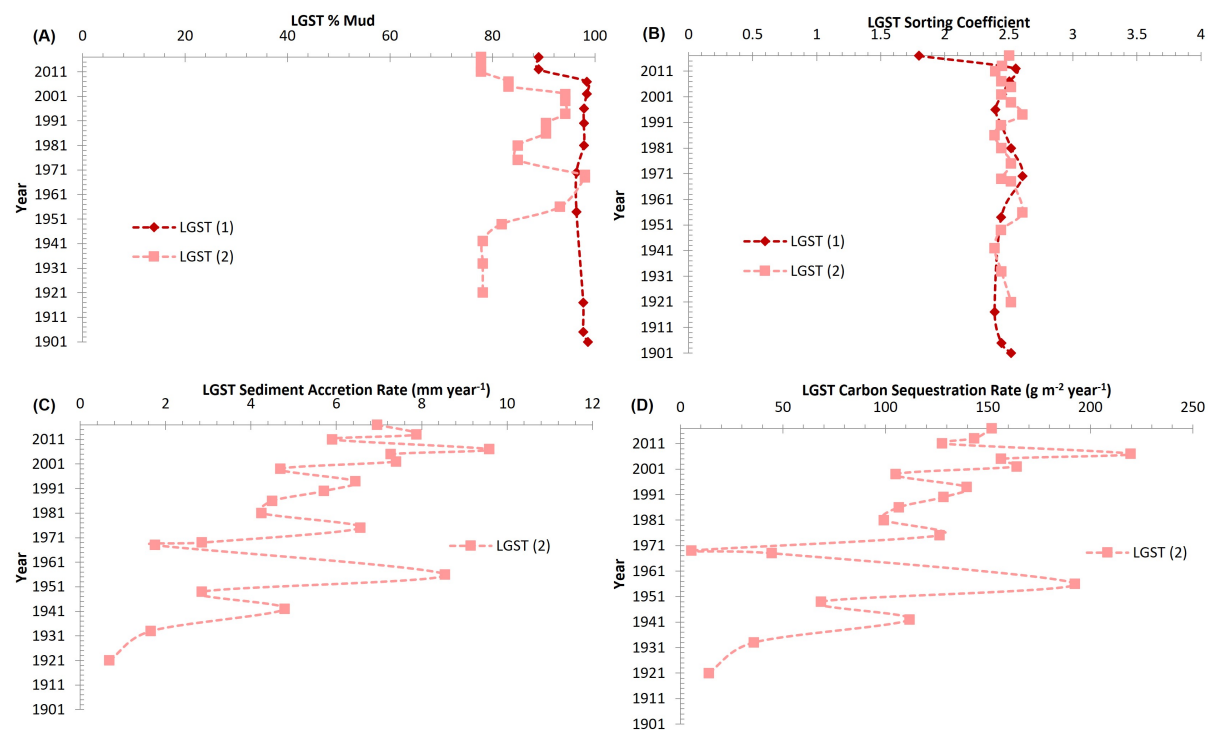 LGST % Mud
(A)
0 20 40 60 80 100
2011
2001
1991
1981
1971
1961
1951
1941
1931
1921
1911
1901
Year
LGST (1)
LGST (2)
LGST Sorting Coefficient
(B)
0 0.5 1 1.5 2 2.5 3 3.5 4
2011
2001
1991
1981
1971
1961
1951
1941
1931
1921
1911
1901
Year
LGST (1)
LGST (2)
LGST Sediment Accretion Rate (mm year⁻¹)
(C)
0 2 4 6 8 10 12
2011
2001
1991
1981
1971
1961
1951
1941
1931
1921
1911
1901
Year
LGST (2)
LGST Carbon Sequestration Rate (g m⁻² year⁻¹)
(D)
0 50 100 150 200 250
2011
2001
1991
1981
1971
1961
1951
1941
1931
1921
1911
1901
Year
LGST (2)